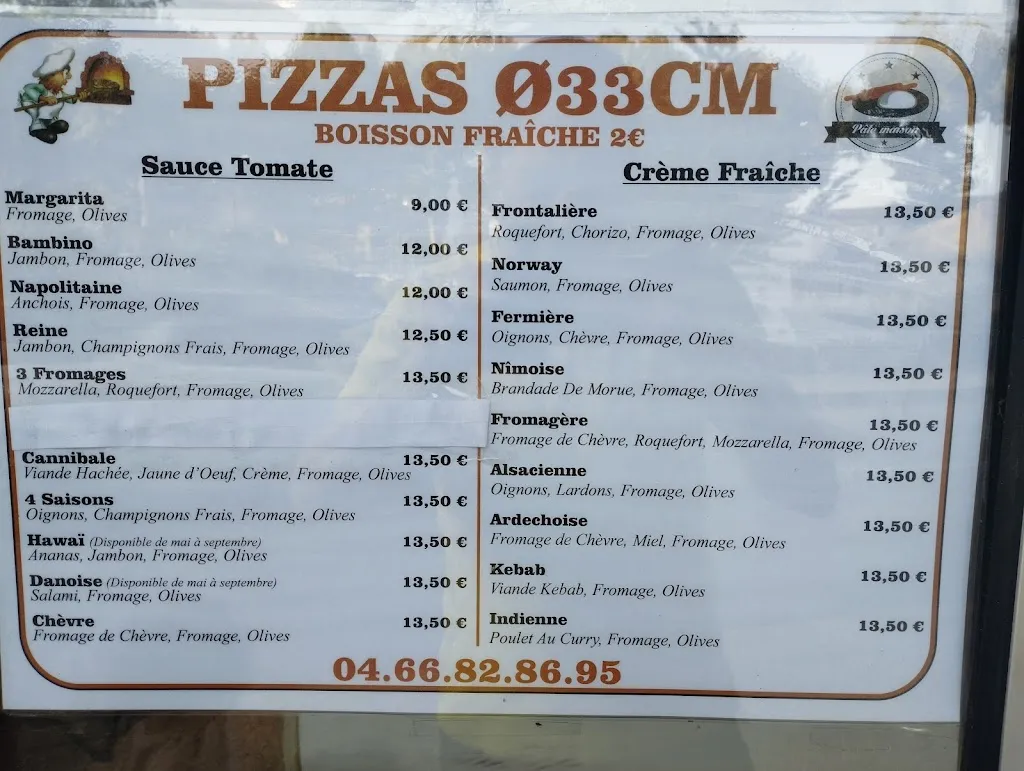 PIZZAS Ø33CM
BOISSON FRAÎCHE 2€
Pâte maison
Sauce Tomate
Margarita 9,00 €
Fromage, Olives
Bambino 12,00 €
Jambon, Fromage, Olives
Napolitaine 12,00 €
Anchois, Fromage, Olives
Reine 12,50 €
Jambon, Champignons Frais, Fromage, Olives
3 Fromages 13,50 €
Mozzarella, Roquefort, Fromage, Olives
Cannibale 13,50 €
Viande Hachée, Jaune d'Oeuf, Crème, Fromage, Olives
4 Saisons 13,50 €
Oignons, Champignons Frais, Fromage, Olives
Hawaï (Disponible de mai à septembre) 13,50 €
Ananas, Jambon, Fromage, Olives
Danoise (Disponible de mai à septembre) 13,50 €
Salami, Fromage, Olives
Chèvre 13,50 €
Fromage de Chèvre, Fromage, Olives
Crème Fraîche
Frontalière 13,50 €
Roquefort, Chorizo, Fromage, Olives
Norway 13,50 €
Saumon, Fromage, Olives
Fermière 13,50 €
Oignons, Chèvre, Fromage, Olives
Nîmoise 13,50 €
Brandade De Morue, Fromage, Olives
Fromagère 13,50 €
Fromage de Chèvre, Roquefort, Mozzarella, Fromage, Olives
Alsacienne 13,50 €
Oignons, Lardons, Fromage, Olives
Ardechoise 13,50 €
Fromage de Chèvre, Miel, Fromage, Olives
Kebab 13,50 €
Viande Kebab, Fromage, Olives
Indienne 13,50 €
Poulet Au Curry, Fromage, Olives
04.66.82.86.95